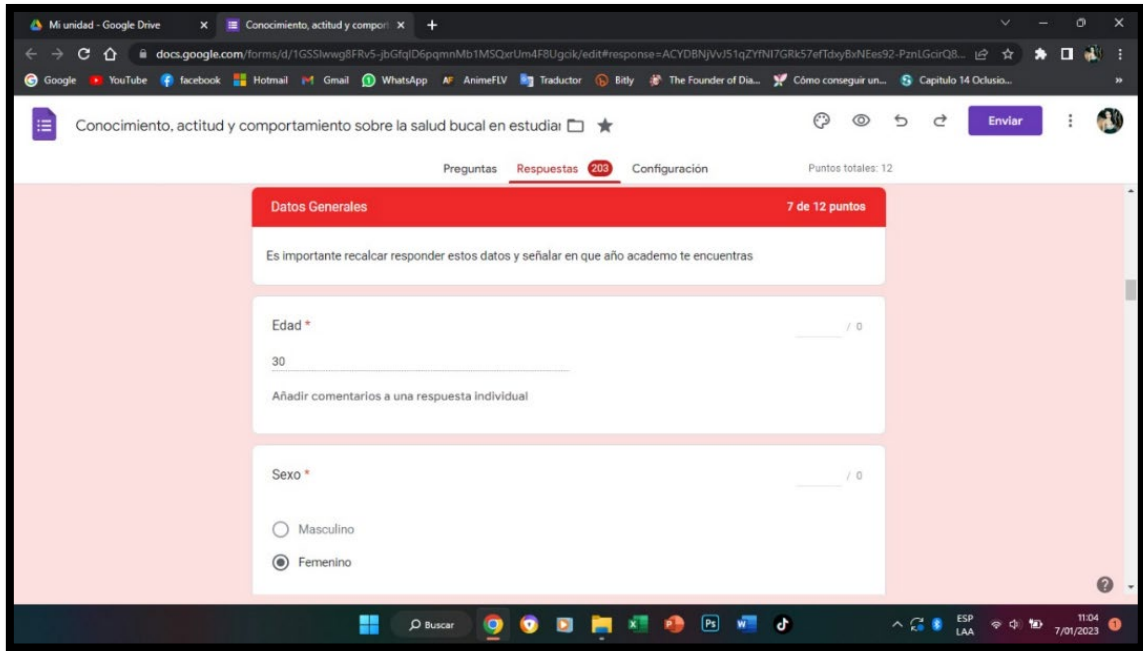 Mi unidad - Google Drive
Conocimiento, actitud y compor
docs.google.com/forms/d/1GSSlwwg8FRv5-jbGfqlD6pqmnMb1MSQxrUm4F8Ugcik/edit#response=ACYDBNjVvJ51qZYfNI7GRk57efTdxyBxNEes92-PznLGcirQ8...
Google YouTube facebook Hotmail Gmail WhatsApp AF AnimeFLV Traductor Bitly The Founder of Dia... Cómo conseguir un... Capitulo 14 Oclusio... »
Conocimiento, actitud y comportamiento sobre la salud bucal en estudiar
Enviar
Preguntas Respuestas 203 Configuración Puntos totales: 12
Datos Generales 7 de 12 puntos
Es importante recalcar responder estos datos y señalar en que año academo te encuentras
Edad * / 0
30
Añadir comentarios a una respuesta individual
Sexo * / 0
Masculino
Femenino
Buscar Ps W ESP 11:04
LAA 7/01/2023 1